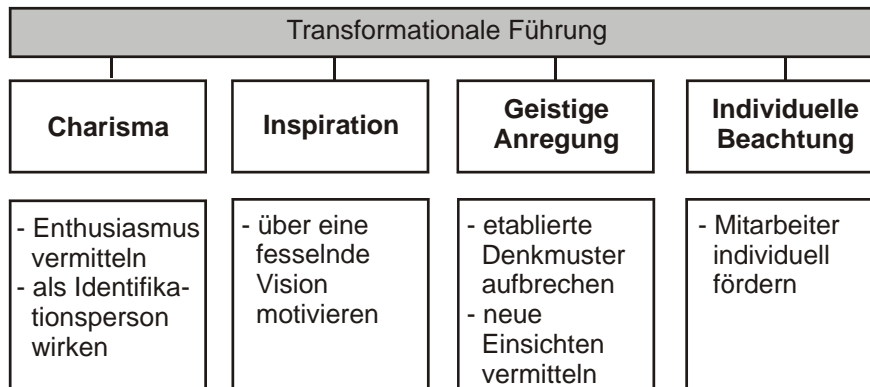 Transformationale Führung
Charisma
Inspiration
Geistige
Anregung
Individuelle
Beachtung
- Enthusiasmus
vermitteln
- als Identifika-
tionsperson
wirken
- über eine
fesselnde
Vision
motivieren
- etablierte
Denkmuster
aufbrechen
- neue
Einsichten
vermitteln
- Mitarbeiter
individuell
fördern